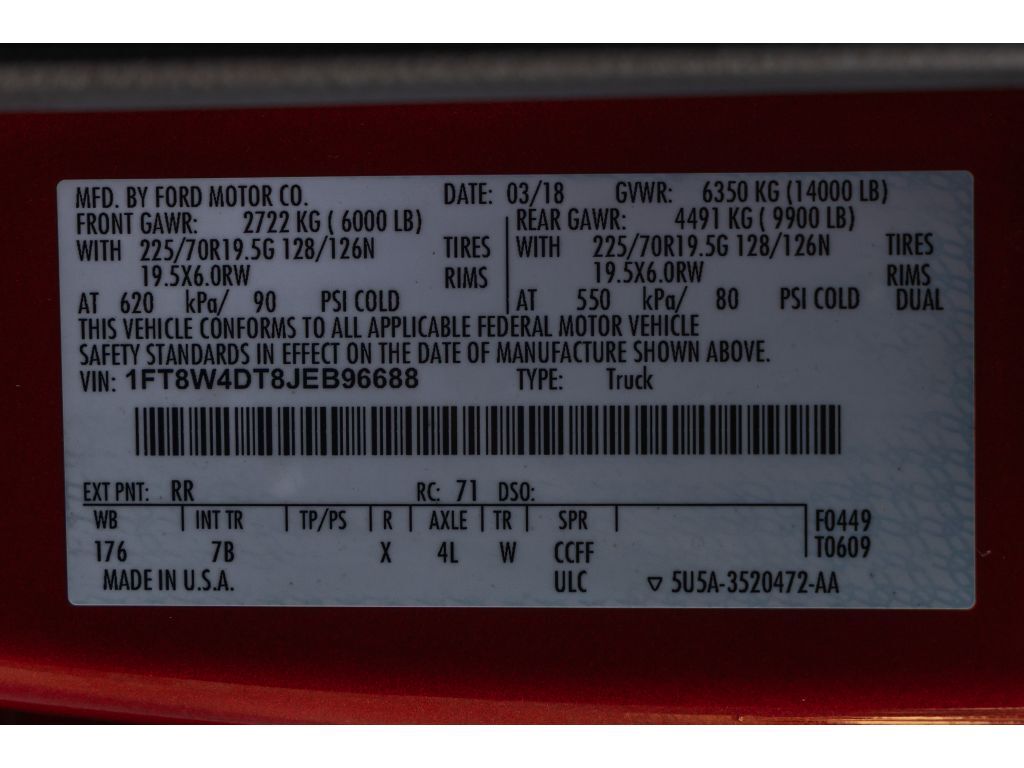 MFD. BY FORD MOTOR CO. DATE: 03/18 GVWR: 6350 KG (14000 LB)
FRONT GAWR: 2722 KG ( 6000 LB) REAR GAWR: 4491 KG ( 9900 LB)
WITH 225/70R19.5G 128/126N TIRES WITH 225/70R19.5G 128/126N TIRES
19.5X6.0RW RIMS 19.5X6.0RW RIMS
AT 620 kPa/ 90 PSI COLD AT 550 kPa/ 80 PSI COLD DUAL
THIS VEHICLE CONFORMS TO ALL APPLICABLE FEDERAL MOTOR VEHICLE
SAFETY STANDARDS IN EFFECT ON THE DATE OF MANUFACTURE SHOWN ABOVE.
VIN: 1FT8W4DT8JEB96688 TYPE: Truck
EXT PNT: RR RC: 71 DSO:
WB INT TR TP/PS R AXLE TR SPR F0449
176 7B X 4L W CCFF T0609
MADE IN U.S.A. ULC ▽ 5U5A-3520472-AA